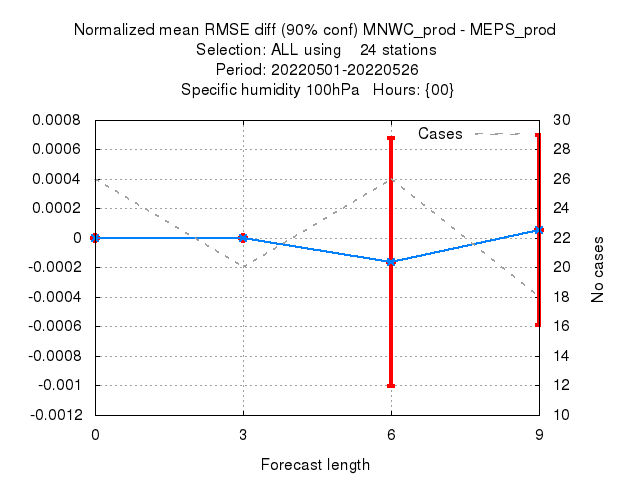 Normalized mean RMSE diff (90% conf) MNWC_prod - MEPS_prod
Selection: ALL using    24 stations
Period: 20220501-20220526
Specific humidity 100hPa   Hours: {00}
Cases
0.0008
0.0006
0.0004
0.0002
0
-0.0002
-0.0004
-0.0006
-0.0008
-0.001
-0.0012
30
28
26
24
22
20
18
16
14
12
10
No cases
0 3 6 9
Forecast length